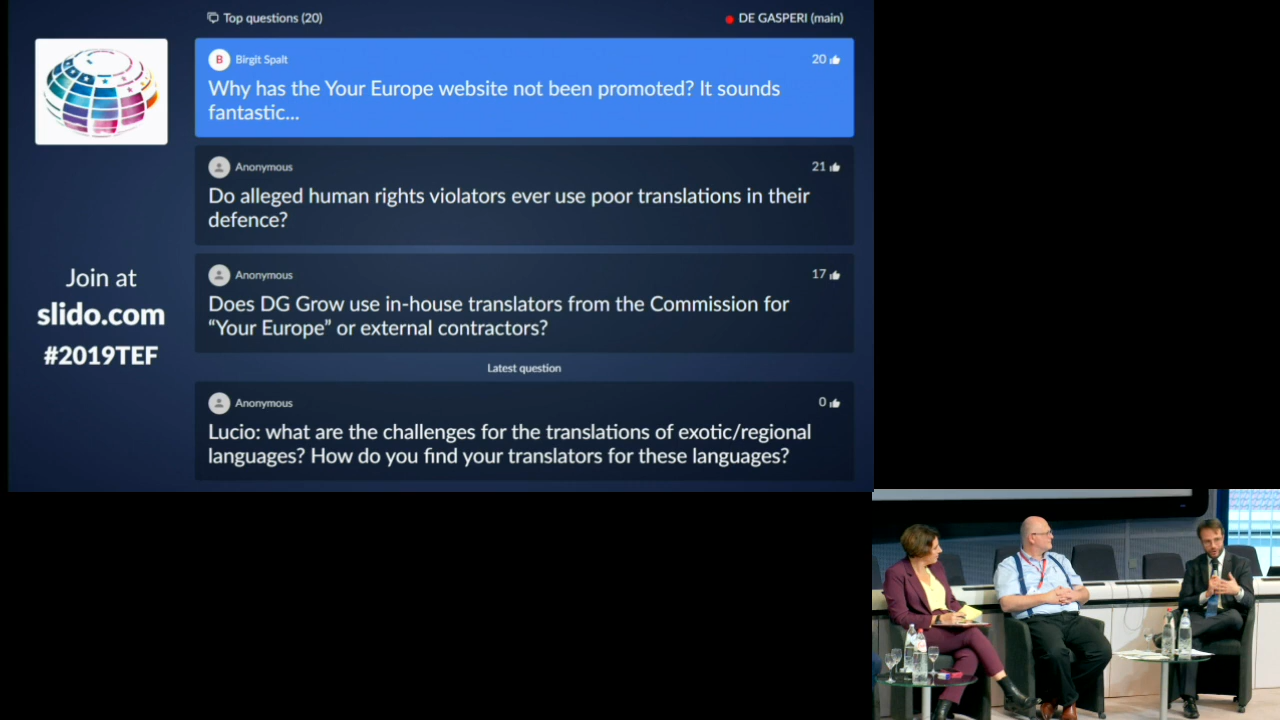 Top questions (20)
DE GASPERI (main)
B Birgit Spalt
20
Why has the Your Europe website not been promoted? It sounds
fantastic...
Anonymous
21
Do alleged human rights violators ever use poor translations in their
defence?
Anonymous
17
Does DG Grow use in-house translators from the Commission for
“Your Europe” or external contractors?
Latest question
Anonymous
0
Lucio: what are the challenges for the translations of exotic/regional
languages? How do you find your translators for these languages?
Join at
slido.com
#2019TEF